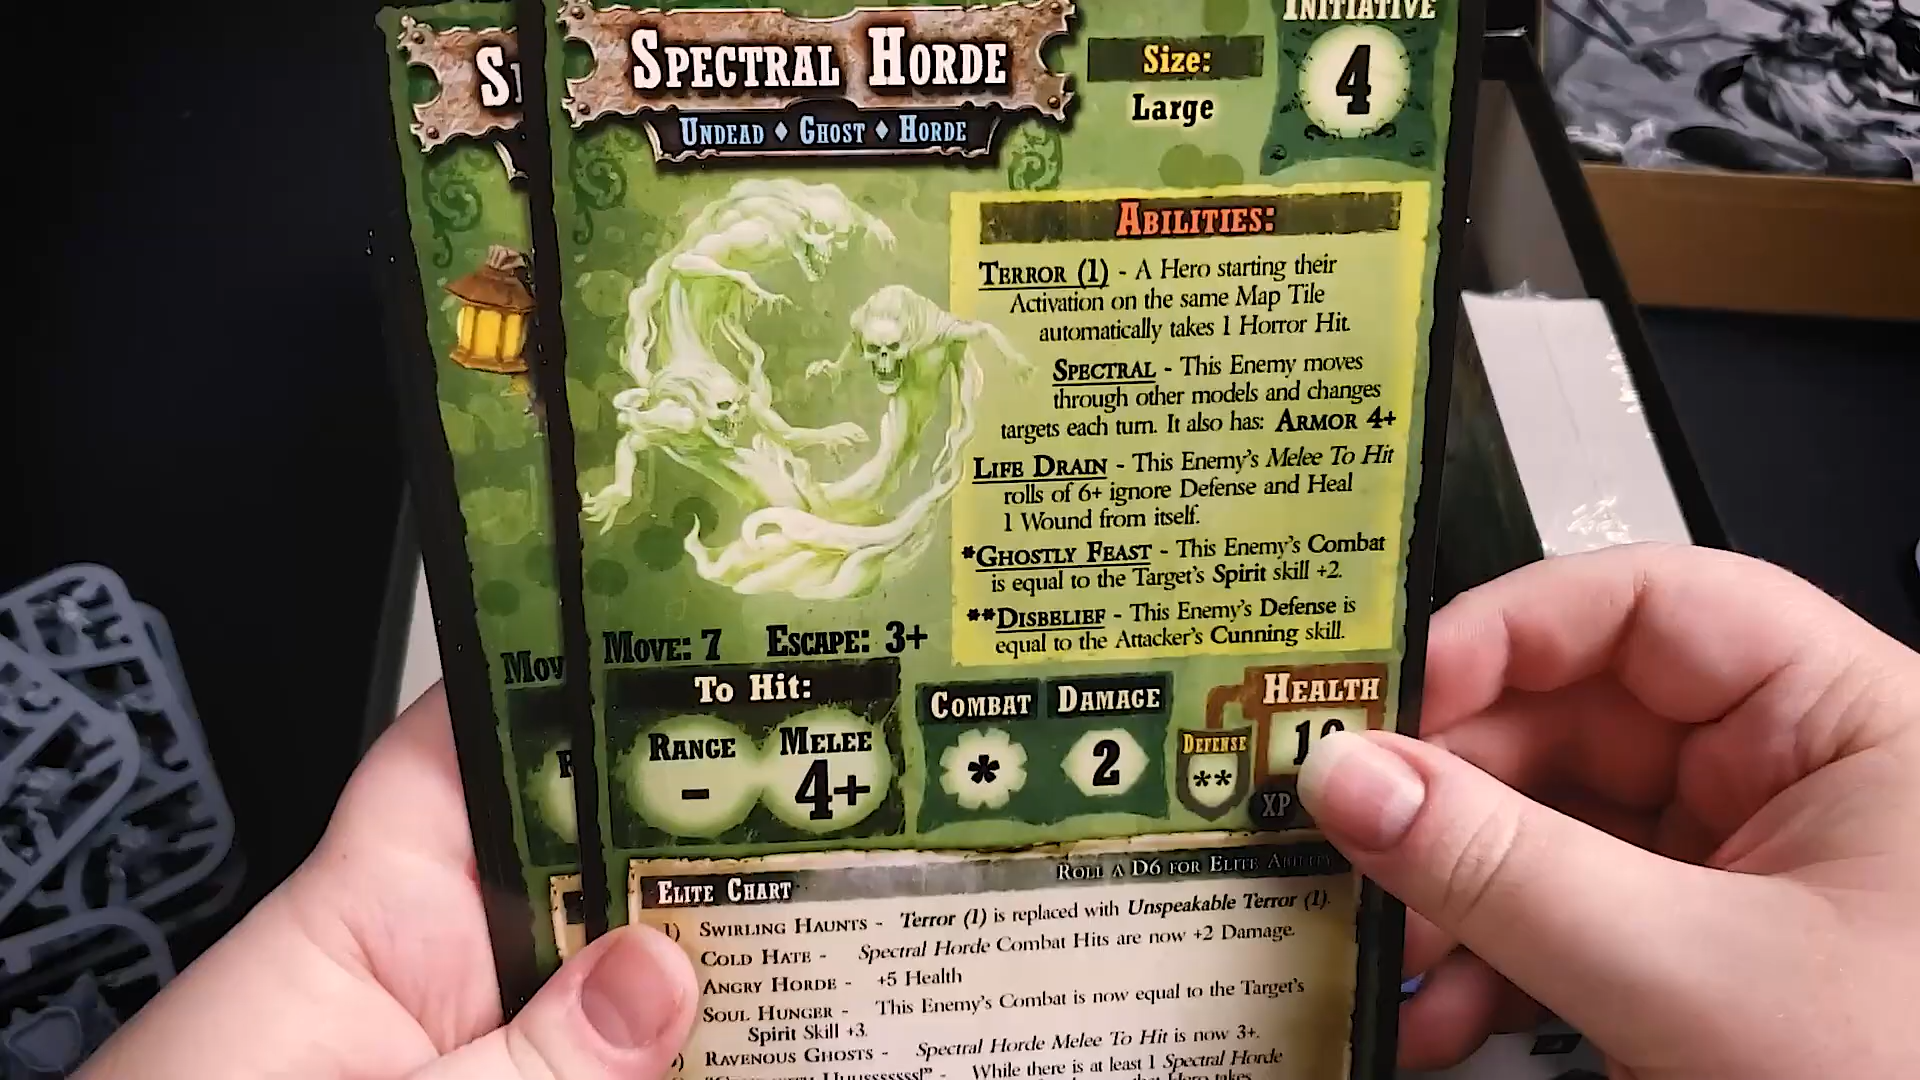 SPECTRAL HORDE
UNDEAD ♦ GHOST ♦ HORDE
Size:
Large
INITIATIVE
4
ABILITIES:
TERROR (1) - A Hero starting their
Activation on the same Map Tile
automatically takes 1 Horror Hit.
SPECTRAL - This Enemy moves
through other models and changes
targets each turn. It also has: ARMOR 4+
LIFE DRAIN - This Enemy's Melee To Hit
rolls of 6+ ignore Defense and Heal
1 Wound from itself.
*GHOSTLY FEAST - This Enemy's Combat
is equal to the Target's Spirit skill +2.
**DISBELIEF - This Enemy's Defense is
equal to the Attacker's Cunning skill.
MOVE: 7 ESCAPE: 3+
TO HIT:
RANGE
-
MELEE
4+
COMBAT
*
DAMAGE
2
DEFENSE
**
HEALTH
XP
ELITE CHART
ROLL A D6 FOR ELITE ABILITY
1) SWIRLING HAUNTS - Terror (1) is replaced with Unspeakable Terror (1).
COLD HATE - Spectral Horde Combat Hits are now +2 Damage.
ANGRY HORDE - +5 Health
SOUL HUNGER - This Enemy's Combat is now equal to the Target's
Spirit Skill +3.
RAVENOUS GHOSTS - Spectral Horde Melee To Hit is now 3+.
While there is at least 1 Spectral Horde